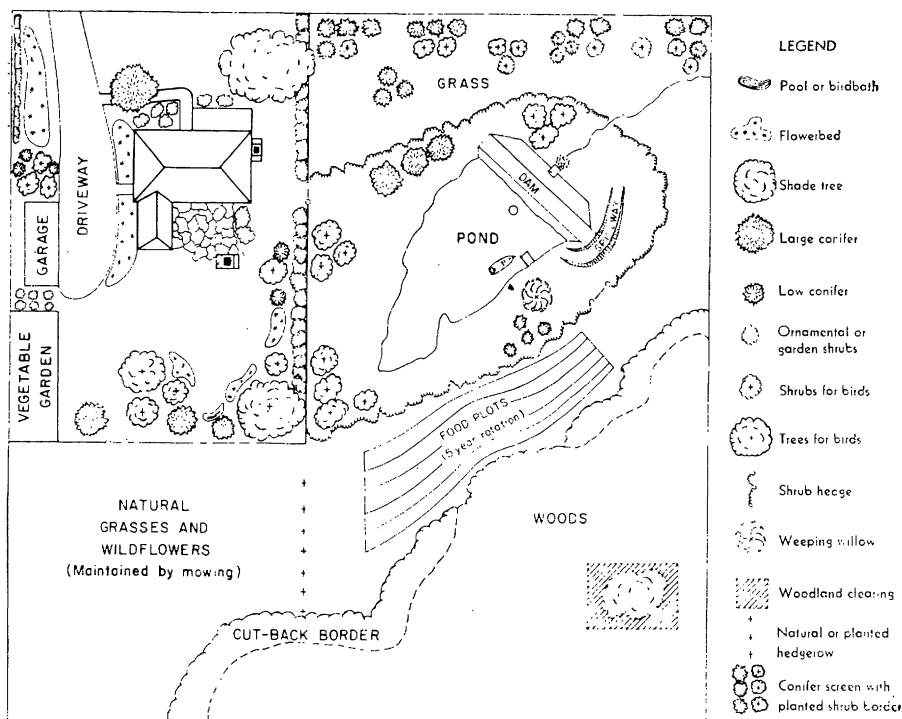 GRASS
DRIVEWAY
GARAGE
VEGETABLE
GARDEN
DAM
POND
FOOD PLOTS
(5 year rotation)
NATURAL
GRASSES AND
WILDFLOWERS
(Maintained by mowing)
WOODS
CUT-BACK BORDER
LEGEND
Pool or birdbath
Flowerbed
Shade tree
Large conifer
Low conifer
Ornamental or
garden shrubs
Shrubs for birds
Trees for birds
Shrub hedge
Weeping willow
Woodland clearing
Natural or planted
hedgerow
Conifer screen with
planted shrub border